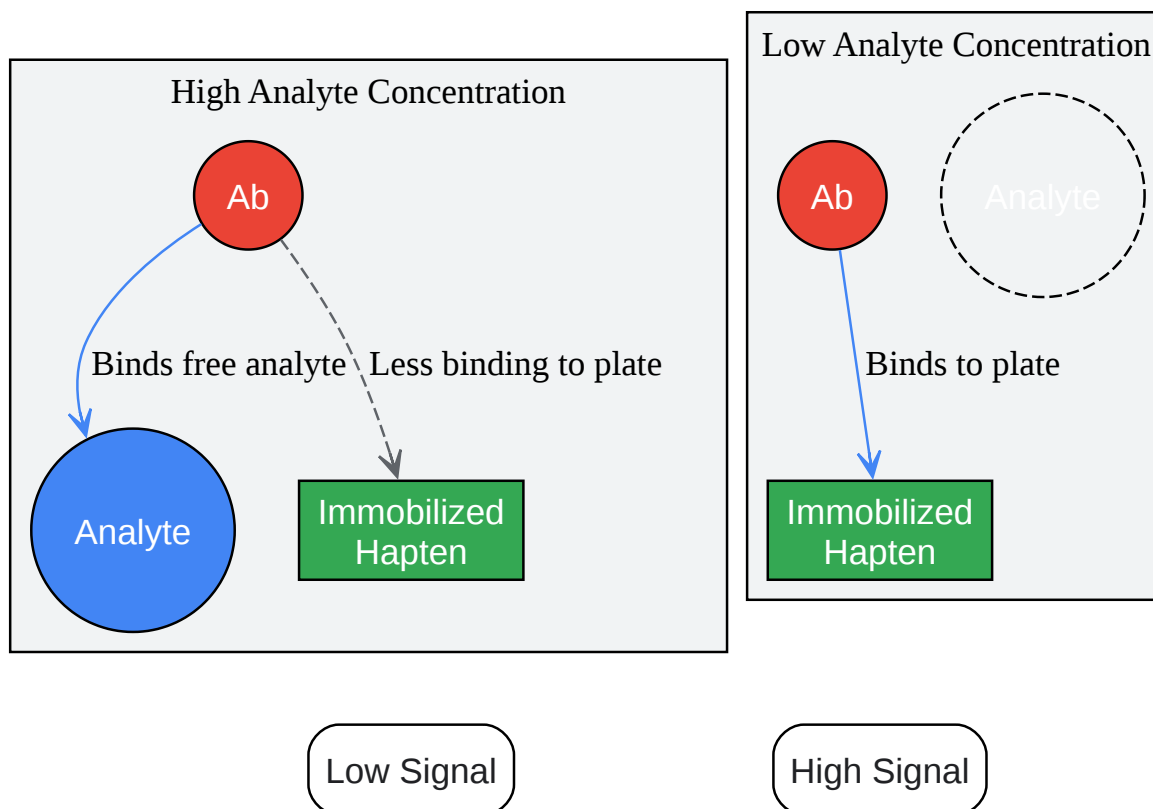 High Analyte Concentration
Ab
Binds free analyte
Less binding to plate
Analyte
Immobilized
Hapten
Low Signal
Low Analyte Concentration
Ab
Analyte
Binds to plate
Immobilized
Hapten
High Signal